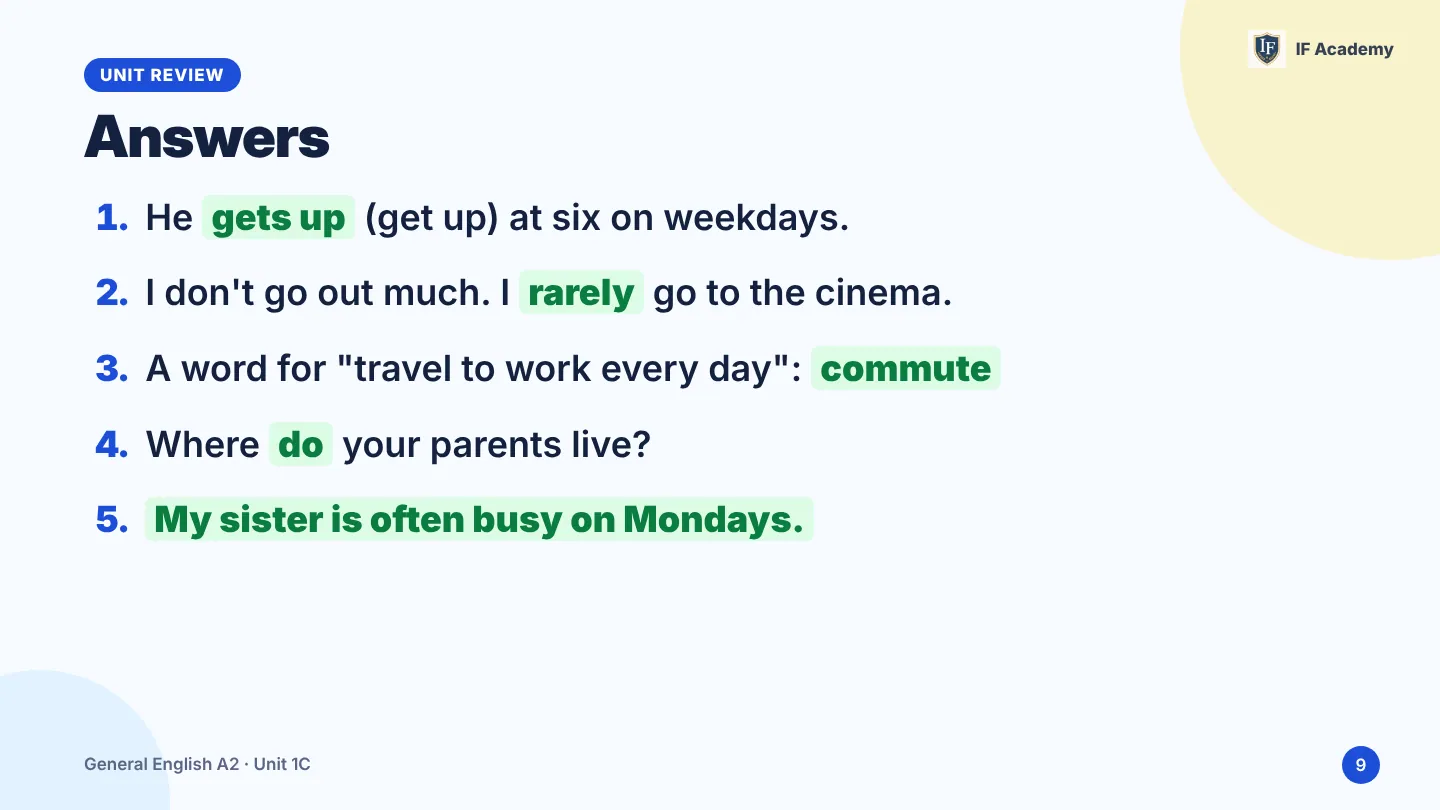 IF
IF Academy
UNIT REVIEW
Answers
1. He gets up (get up) at six on weekdays.
2. I don't go out much. I rarely go to the cinema.
3. A word for "travel to work every day": commute
4. Where do your parents live?
5. My sister is often busy on Mondays.
General English A2 · Unit 1C
9